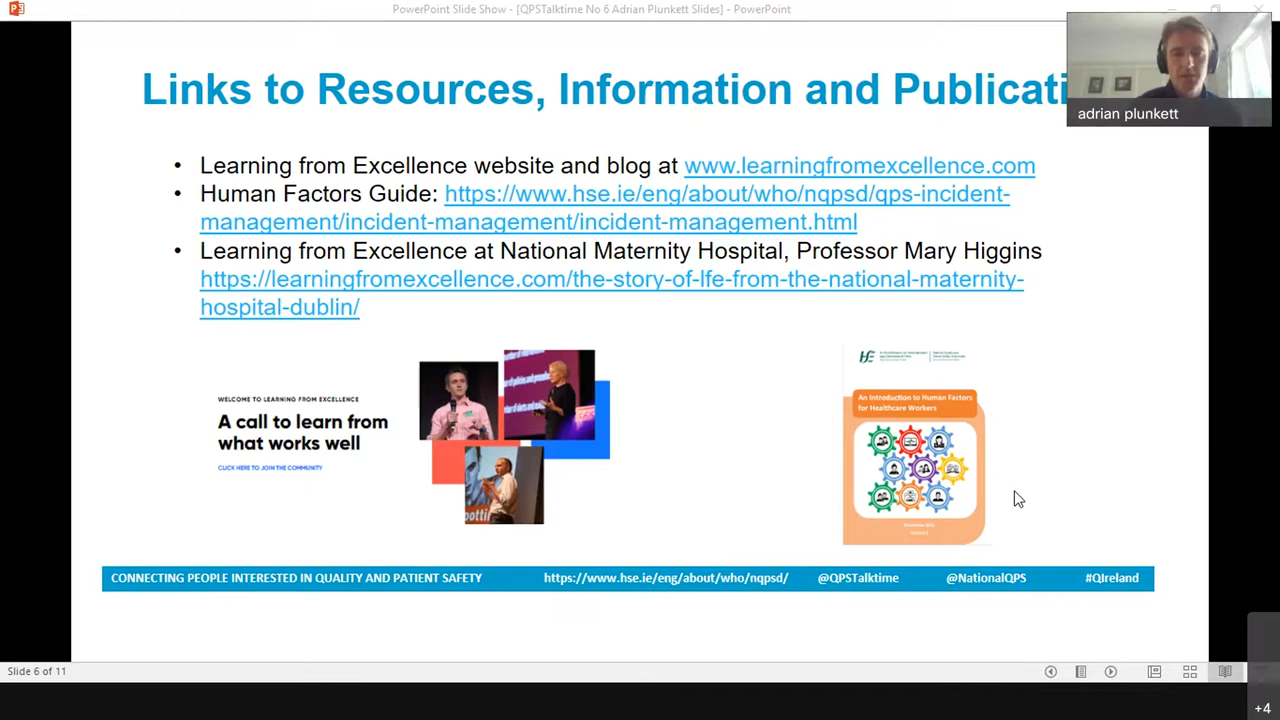 PowerPoint Slide Show - [QPSTalktime No 6 Adrian Plunkett Slides] - PowerPoint
Links to Resources, Information and Publicati
adrian plunkett
• Learning from Excellence website and blog at www.learningfromexcellence.com
• Human Factors Guide: https://www.hse.ie/eng/about/who/nqpsd/qps-incident-
management/incident-management/incident-management.html
• Learning from Excellence at National Maternity Hospital, Professor Mary Higgins
https://learningfromexcellence.com/the-story-of-lfe-from-the-national-maternity-
hospital-dublin/
WELCOME TO LEARNING FROM EXCELLENCE
A call to learn from
what works well
CLICK HERE TO JOIN THE COMMUNITY
An Introduction to Human Factors
for Healthcare Workers
CONNECTING PEOPLE INTERESTED IN QUALITY AND PATIENT SAFETY https://www.hse.ie/eng/about/who/nqpsd/ @QPSTalktime @NationalQPS #QIreland
Slide 6 of 11
+4